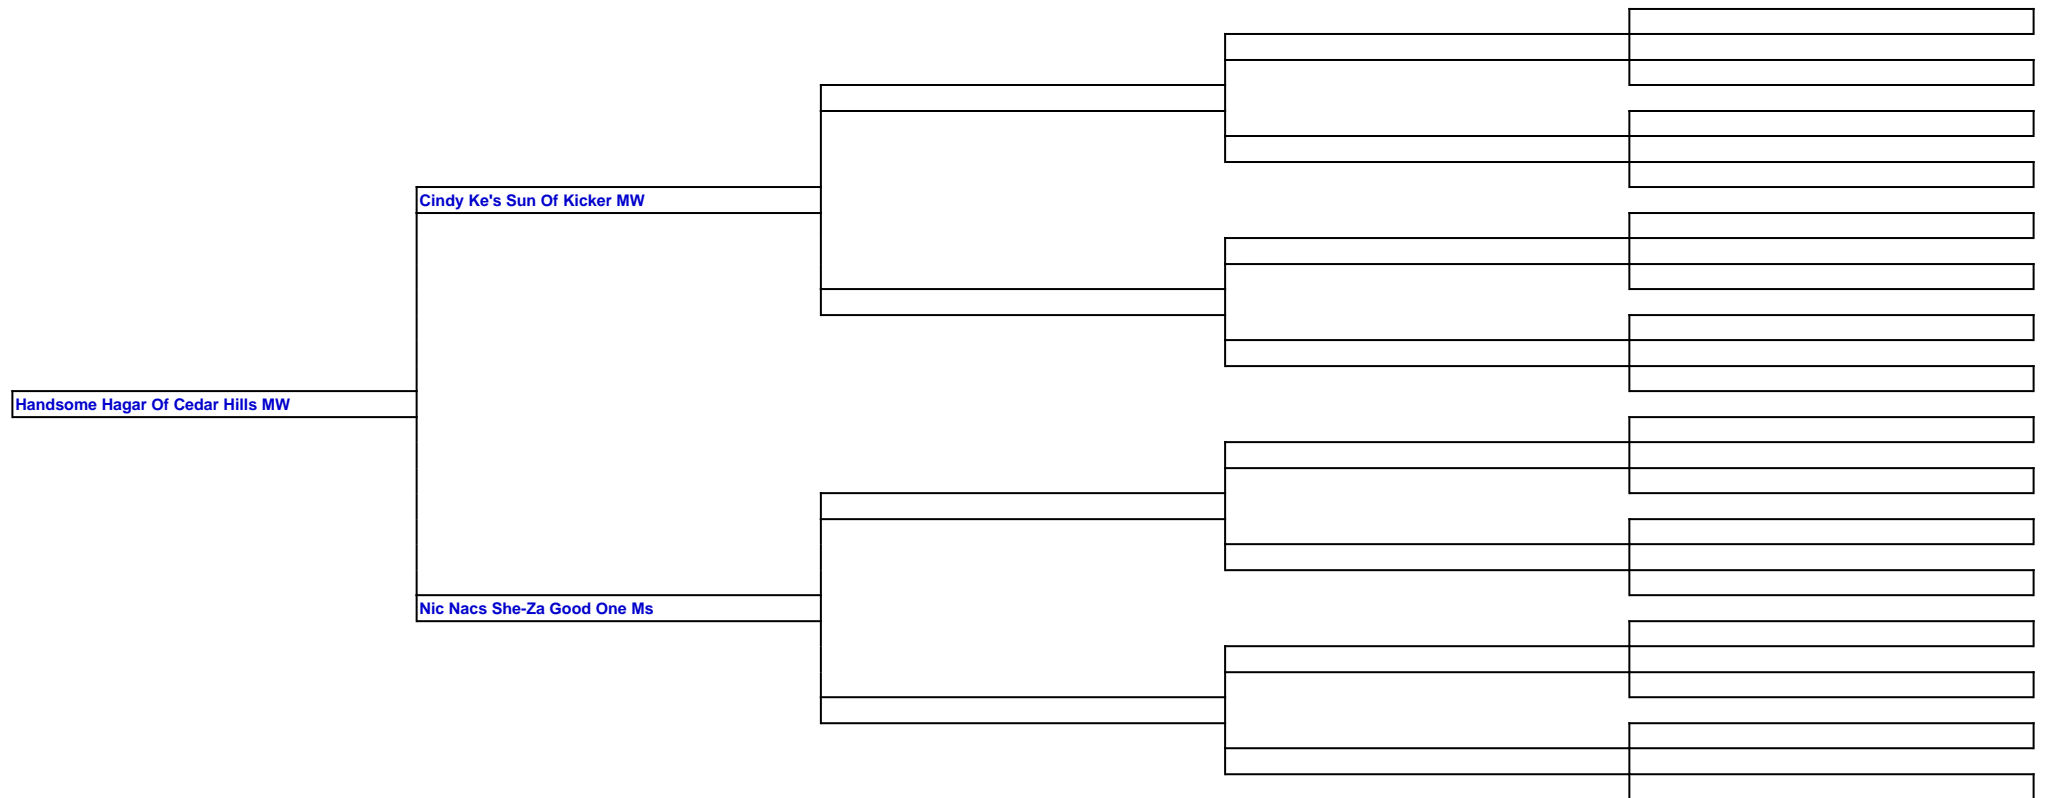 Cindy Ke's Sun Of Kicker MW
Handsome Hagar Of Cedar Hills MW
Nic Nacs She-Za Good One Ms